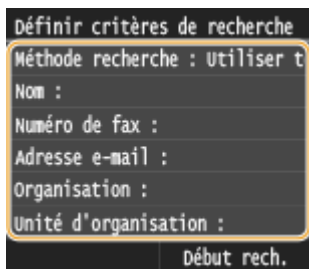 Définir critères de recherche
Méthode recherche : Utiliser t
Nom :
Numéro de fax :
Adresse e-mail :
Organisation :
Unité d'organisation :
Début rech.